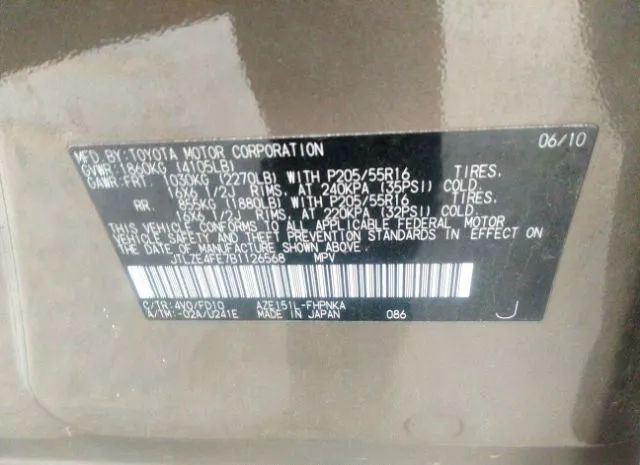 MFD. BY: TOYOTA MOTOR CORPORATION 06/10
GVWR: 1860KG (4105LB)
GAWR: FRT. 1030KG (2270LB) WITH P205/55R16 TIRES.
16X6 1/2J RIMS, AT 240KPA (35PSI) COLD.
RR. 855KG (1880LB) WITH P205/55R16 TIRES.
16X6 1/2J RIMS, AT 220KPA (32PSI) COLD.
THIS VEHICLE CONFORMS TO ALL APPLICABLE FEDERAL MOTOR
VEHICLE SAFETY AND THEFT PREVENTION STANDARDS IN EFFECT ON
THE DATE OF MANUFACTURE SHOWN ABOVE.
JTLZE4FE7B1126568 MPV
C/TR: 4V0/FD10 AZE151L-FHPNKA
A/TM: -02A/U241E MADE IN JAPAN 086 J